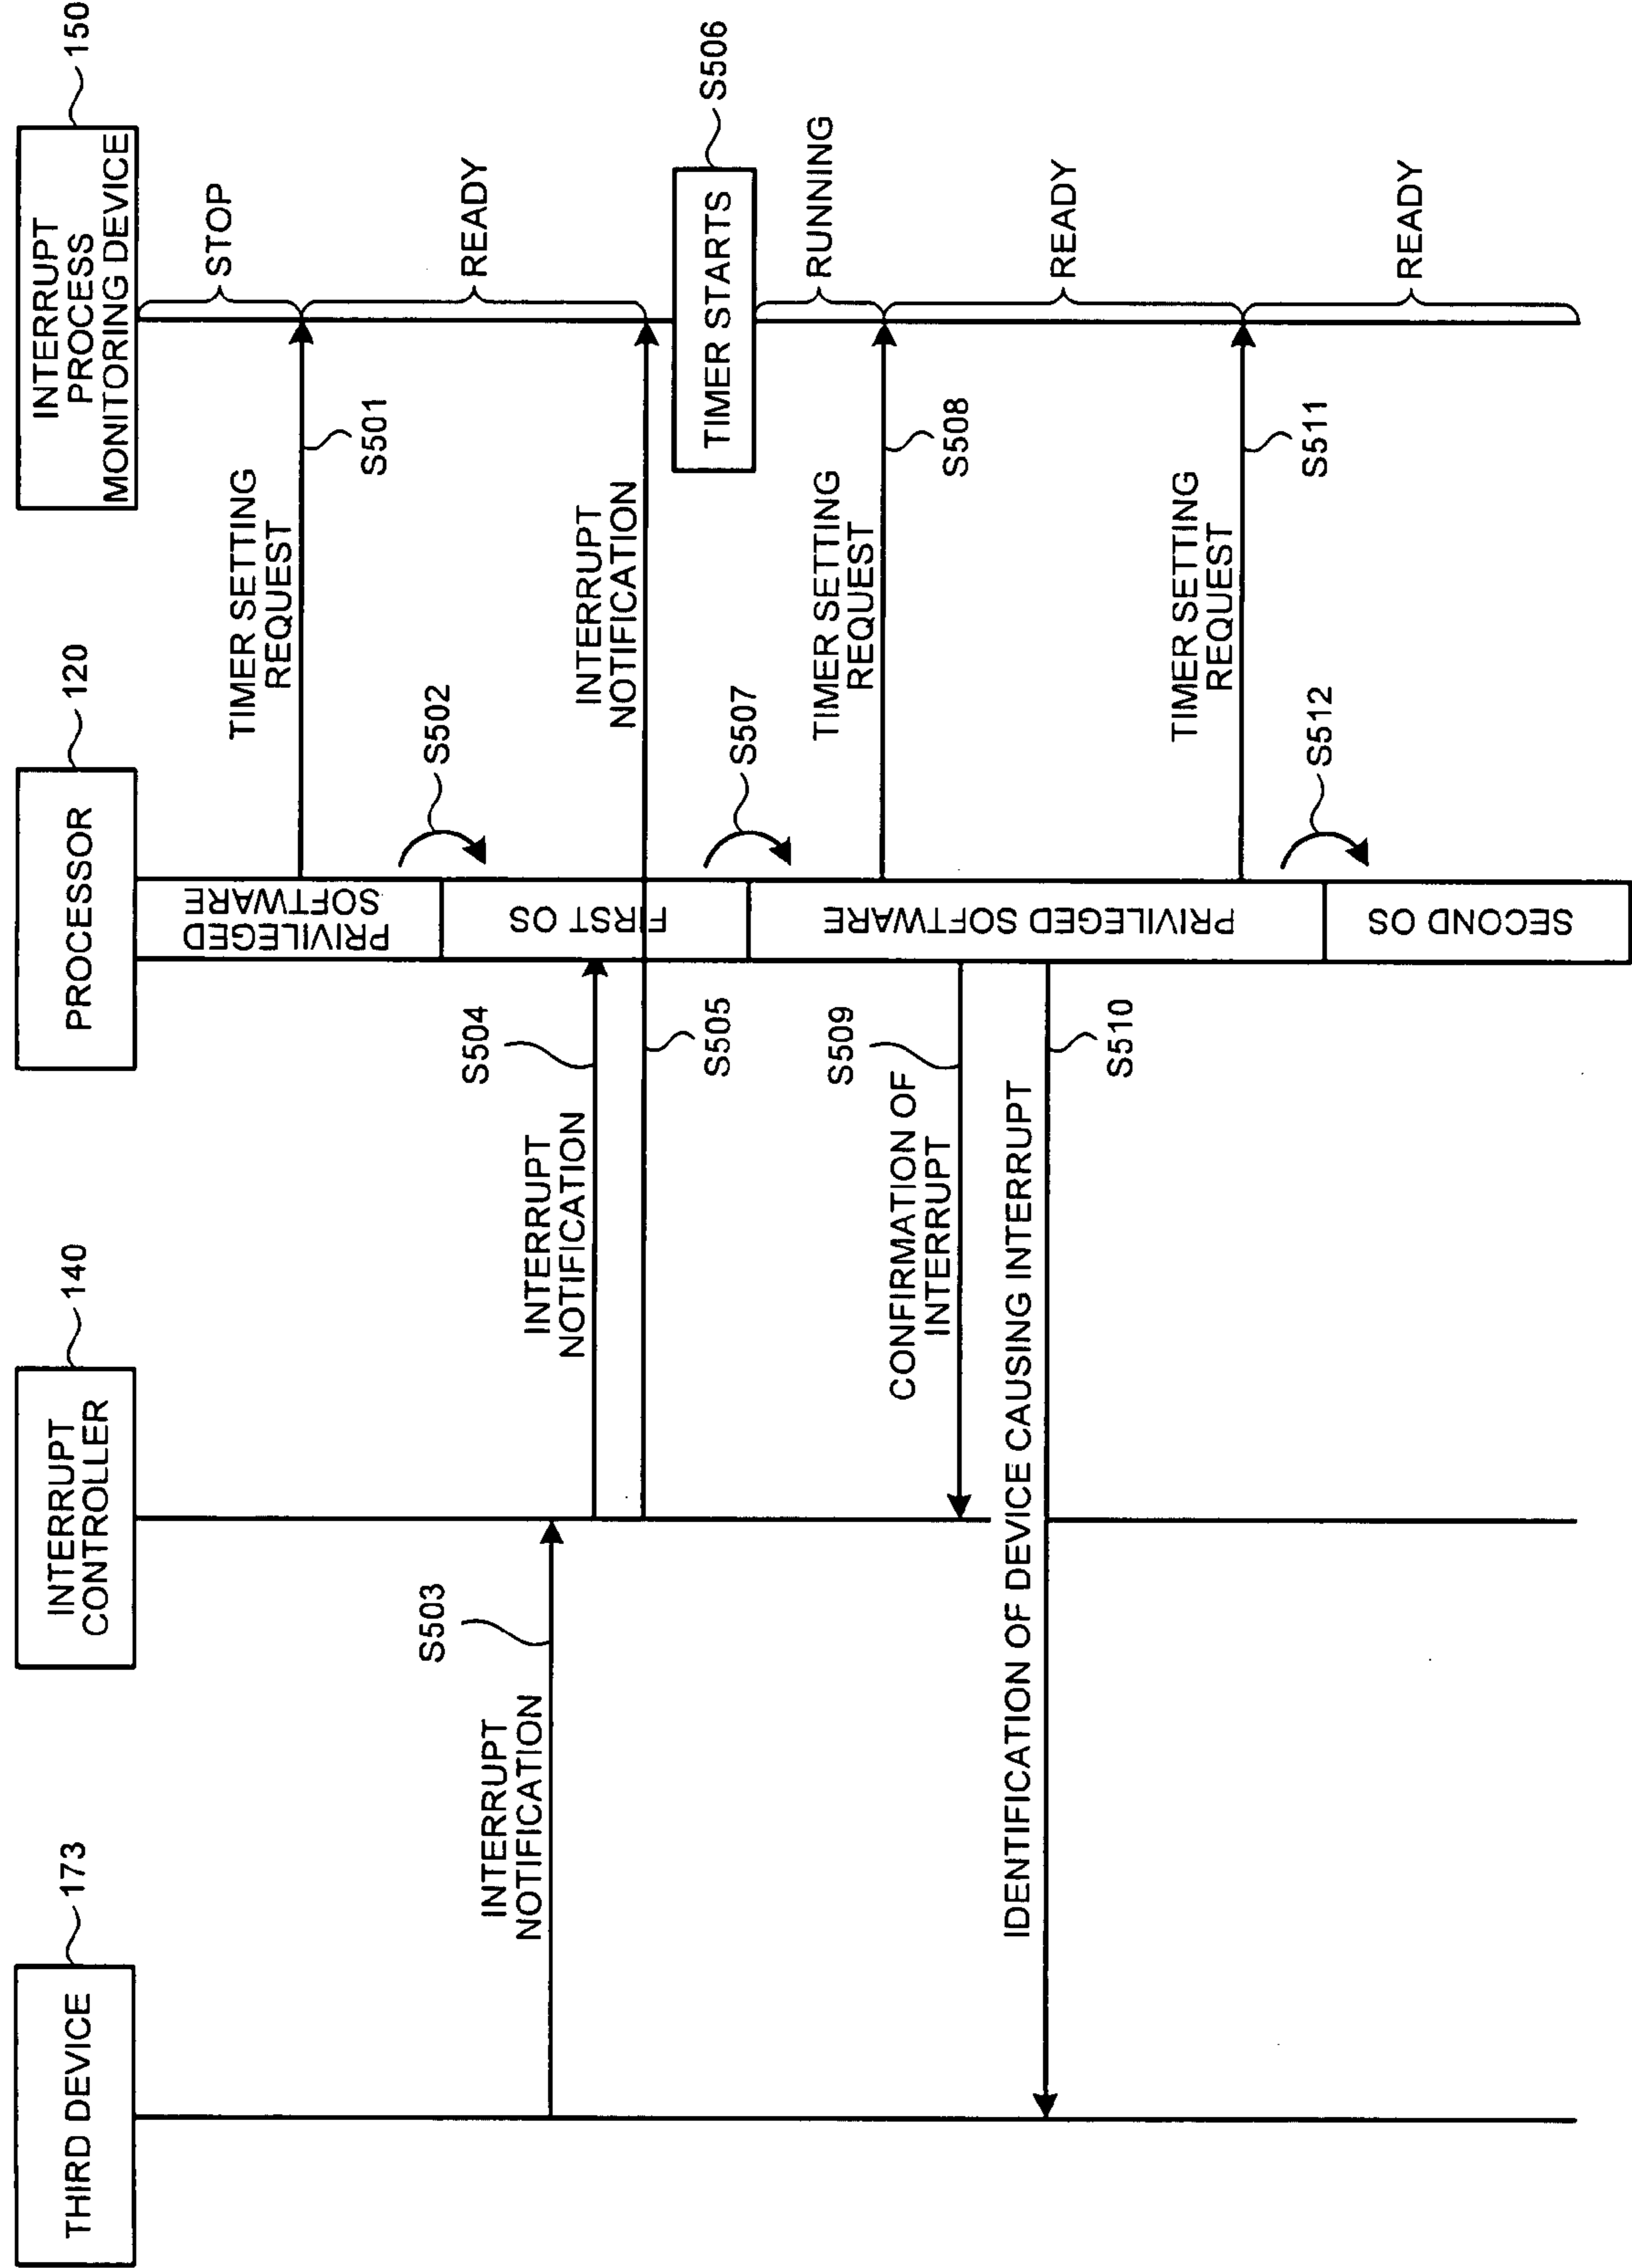 THIRD DEVICE
173
INTERRUPT
CONTROLLER
140
PROCESSOR
120
INTERRUPT
PROCESS
MONITORING DEVICE
150
PRIVILEGED
SOFTWARE
STOP
TIMER SETTING
REQUEST
S501
READY
S502
FIRST OS
INTERRUPT
NOTIFICATION
S503
INTERRUPT
NOTIFICATION
S504
INTERRUPT
NOTIFICATION
S505
TIMER STARTS
S506
S507
PRIVILEGED SOFTWARE
RUNNING
TIMER SETTING
REQUEST
S508
READY
CONFIRMATION OF
INTERRUPT
S509
IDENTIFICATION OF DEVICE CAUSING INTERRUPT
S510
TIMER SETTING
REQUEST
S511
READY
S512
SECOND OS